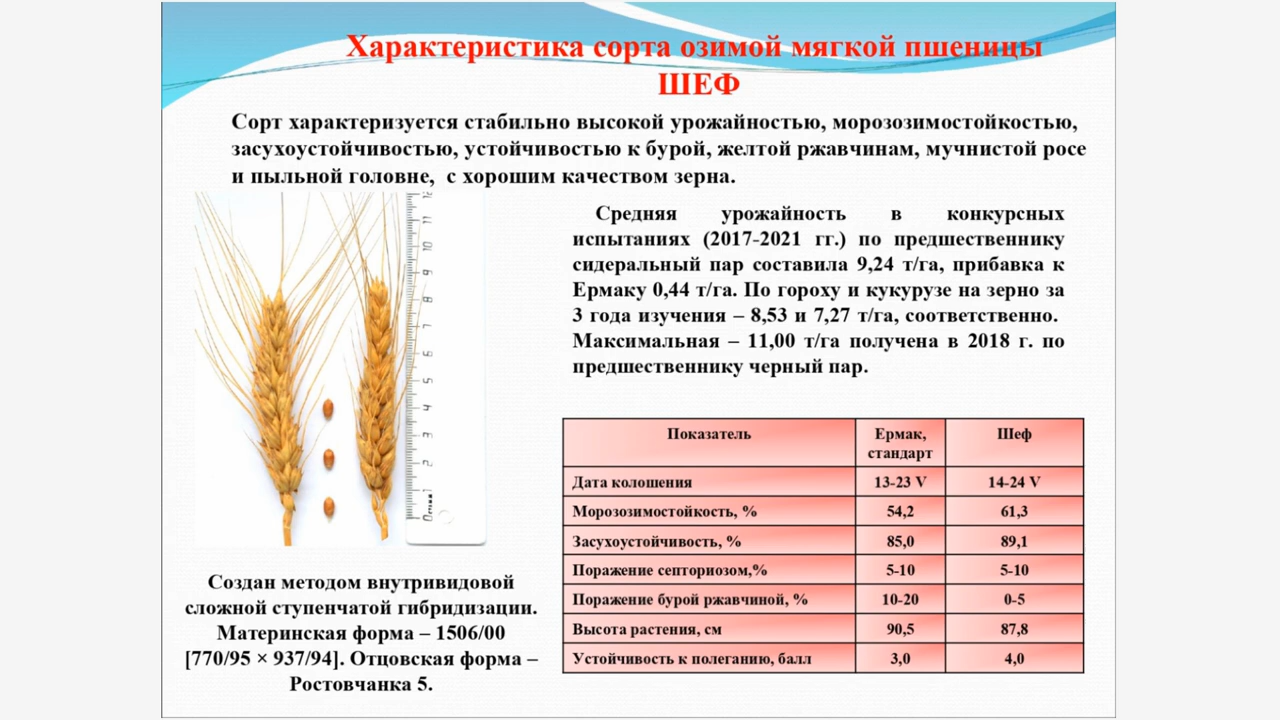 Характеристика сорта озимой мягкой пшеницы
ШЕФ
Сорт характеризуется стабильно высокой урожайностью, морозозимостойкостью,
засухоустойчивостью, устойчивостью к бурой, желтой ржавчинам, мучнистой росе
и пыльной головне, с хорошим качеством зерна.
Средняя урожайность в конкурсных
испытаниях (2017-2021 гг.) по предшественнику
сидеральный пар составила 9,24 т/га, прибавка к
Ермаку 0,44 т/га. По гороху и кукурузе на зерно за
3 года изучения – 8,53 и 7,27 т/га, соответственно.
Максимальная – 11,00 т/га получена в 2018 г. по
предшественнику черный пар.
Создан методом внутривидовой
сложной ступенчатой гибридизации.
Материнская форма – 1506/00
[770/95 × 937/94]. Отцовская форма –
Ростовчанка 5.
Показатель Ермак, Шеф
стандарт
Дата колошения 13-23 V 14-24 V
Морозозимостойкость, % 54,2 61,3
Засухоустойчивость, % 85,0 89,1
Поражение септориозом,% 5-10 5-10
Поражение бурой ржавчиной, % 10-20 0-5
Высота растения, см 90,5 87,8
Устойчивость к полеганию, балл 3,0 4,0